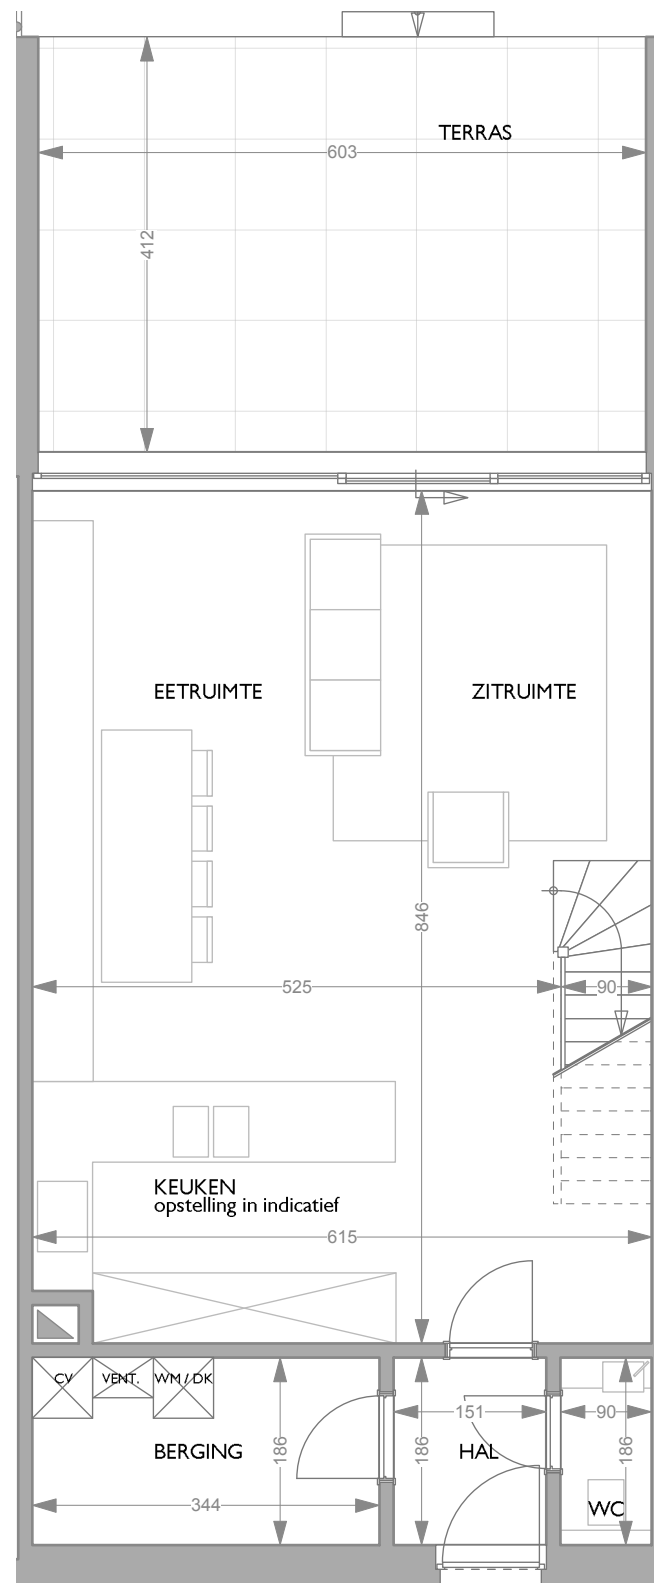 TERRAS
603
412
EETRUIMTE
ZITRUIMTE
846
525
90
KEUKEN
opstelling in indicatief
615
CV
VENT.
WM / DK
151
90
BERGING
186
186
HAL
186
344
WC